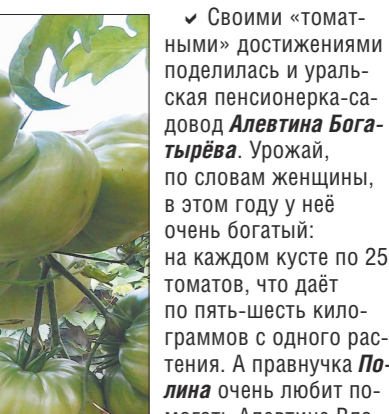 ✔ Своими «томат-
ными» достижениями
поделилась и ураль-
ская пенсионерка-са-
довод Алевтина Бога-
тырёва. Урожай,
по словам женщины,
в этом году у неё
очень богатый:
на каждом кусте по 25
томатов, что даёт
по пять-шесть кило-
граммов с одного рас-
тения. А правнучка По-
лина очень любит по-
могать Алевтине Вла-